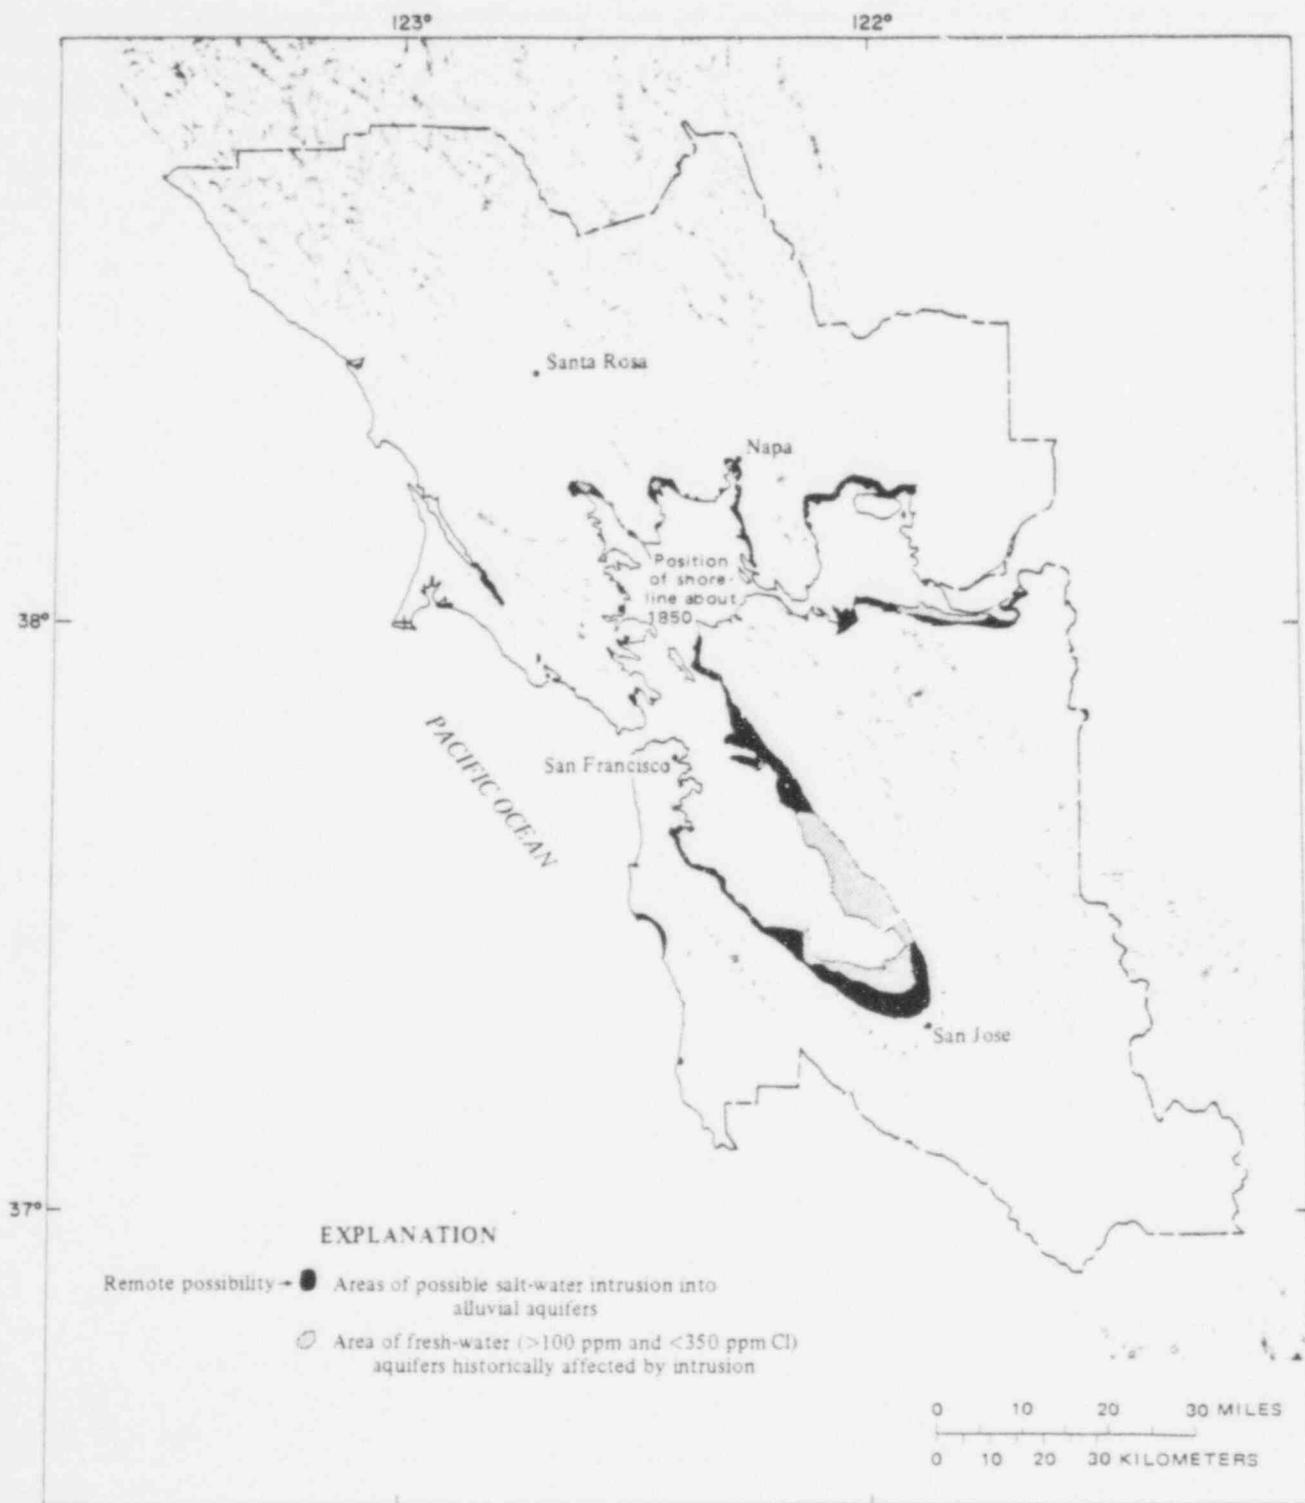 123°
122°
Santa Rosa
Napa
Position
of shore-
line about
1850
38°
PACIFIC OCEAN
San Francisco
San Jose
37°
EXPLANATION
Remote possibility→ Areas of possible salt-water intrusion into
alluvial aquifers
Area of fresh-water (>100 ppm and <350 ppm Cl)
aquifers historically affected by intrusion
0 10 20 30 MILES
0 10 20 30 KILOMETERS